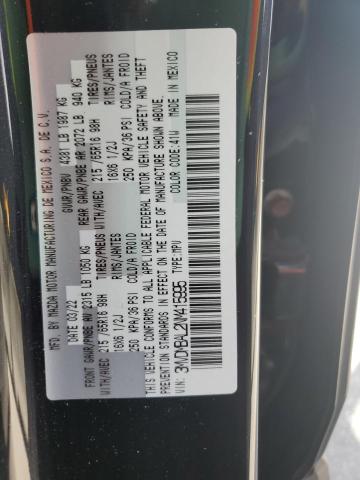 MFD BY MAZDA MOTOR MANUFACTURING DE MEXICO S.A. DE C.V.
DATE 03/22 GVWR/PNBV 4381 LB 1987 KG
FRONT GAWR/PNBE AV 2315 LB 1050 KG REAR GAWR/PNBE AR 2072 LB 940 KG
WITH/AVEC 215 /65R16 98H TIRES/PNEUS WITH/AVEC 215 /65R16 98H TIRES/PNEUS
16X6 1/2J RIMS/JANTES 16X6 1/2J RIMS/JANTES
250 KPA/36 PSI COLD/A FROID 250 KPA/36 PSI COLD/A FROID
THIS VEHICLE CONFORMS TO ALL APPLICABLE FEDERAL MOTOR VEHICLE SAFETY AND THEFT
PREVENTION STANDARDS IN EFFECT ON THE DATE OF MANUFACTURE SHOWN ABOVE.
COLOR CODE:41W MADE IN MEXICO
VIN: 3MVDMBAL2NM415995 TYPE:MPV